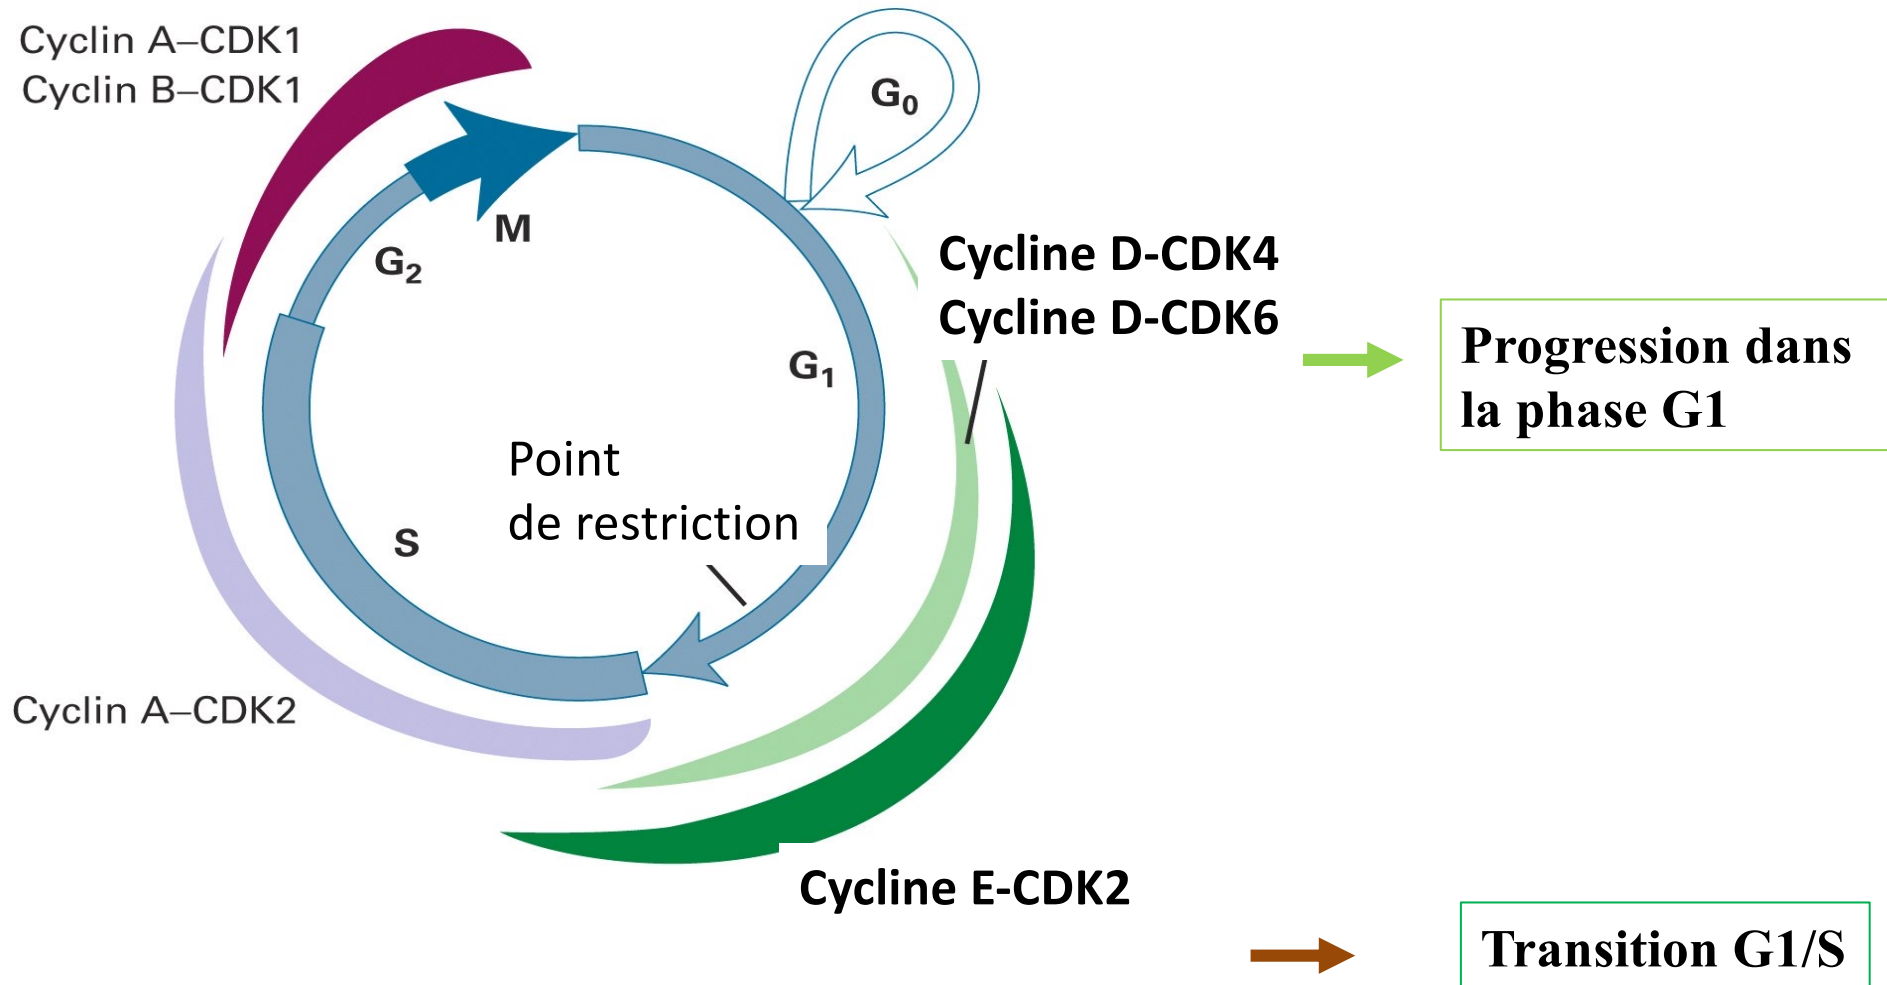 Cyclin A–CDK1
Cyclin B–CDK1
G₀
M
G₂
Cycline D-CDK4
Cycline D-CDK6
G₁
Progression dans
la phase G1
Point
de restriction
S
Cyclin A–CDK2
Cycline E-CDK2
Transition G1/S